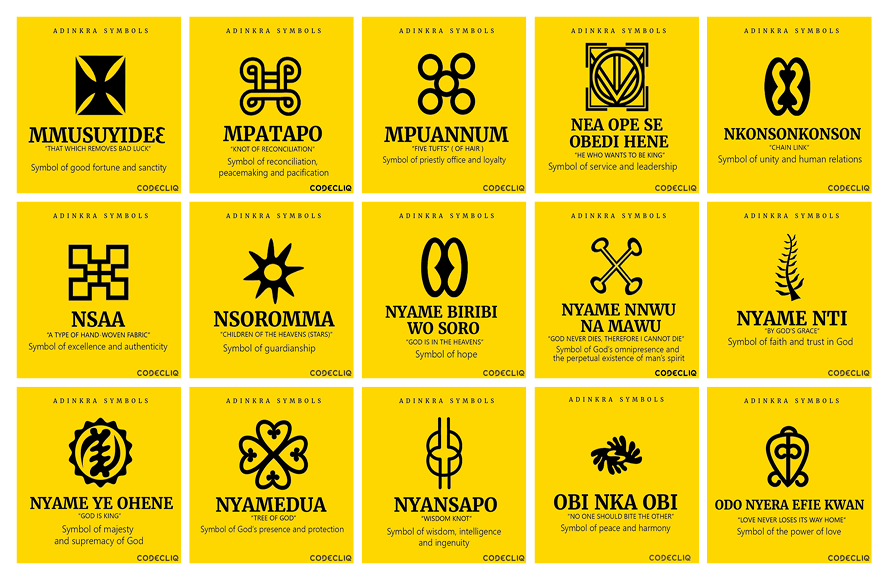 ADINKRA SYMBOLS
MMUSUYIDEƐ
"THAT WHICH REMOVES BAD LUCK"
Symbol of good fortune and sanctity
CODECLIQ
ADINKRA SYMBOLS
MPATAPO
"KNOT OF RECONCILIATION"
Symbol of reconciliation,
peacemaking and pacification
CODECLIQ
ADINKRA SYMBOLS
MPUANNUM
"FIVE TUFTS" ( OF HAIR )
Symbol of priestly office and loyalty
CODECLIQ
ADINKRA SYMBOLS
NEA OPE SE
OBEDI HENE
"HE WHO WANTS TO BE KING"
Symbol of service and leadership
CODECLIQ
ADINKRA SYMBOLS
NKONSONKONSON
"CHAIN LINK"
Symbol of unity and human relations
CODECLIQ
ADINKRA SYMBOLS
NSAA
"A TYPE OF HAND-WOVEN FABRIC"
Symbol of excellence and authenticity
CODECLIQ
ADINKRA SYMBOLS
NSOROMMA
"CHILDREN OF THE HEAVENS (STARS)"
Symbol of guardianship
CODECLIQ
ADINKRA SYMBOLS
NYAME BIRIBI
WO SORO
"GOD IS IN THE HEAVENS"
Symbol of hope
CODECLIQ
ADINKRA SYMBOLS
NYAME NNWU
NA MAWU
"GOD NEVER DIES, THEREFORE I CANNOT DIE"
Symbol of God's omnipresence and
the perpetual existence of man's spirit
CODECLIQ
ADINKRA SYMBOLS
NYAME NTI
"BY GOD'S GRACE"
Symbol of faith and trust in God
CODECLIQ
ADINKRA SYMBOLS
NYAME YE OHENE
"GOD IS KING"
Symbol of majesty
and supremacy of God
CODECLIQ
ADINKRA SYMBOLS
NYAMEDUA
"TREE OF GOD"
Symbol of God's presence and protection
CODECLIQ
ADINKRA SYMBOLS
NYANSAPO
"WISDOM KNOT"
Symbol of wisdom, intelligence
and ingenuity
CODECLIQ
ADINKRA SYMBOLS
OBI NKA OBI
"NO ONE SHOULD BITE THE OTHER"
Symbol of peace and harmony
CODECLIQ
ADINKRA SYMBOLS
ODO NYERA EFIE KWAN
"LOVE NEVER LOSES ITS WAY HOME"
Symbol of the power of love
CODECLIQ